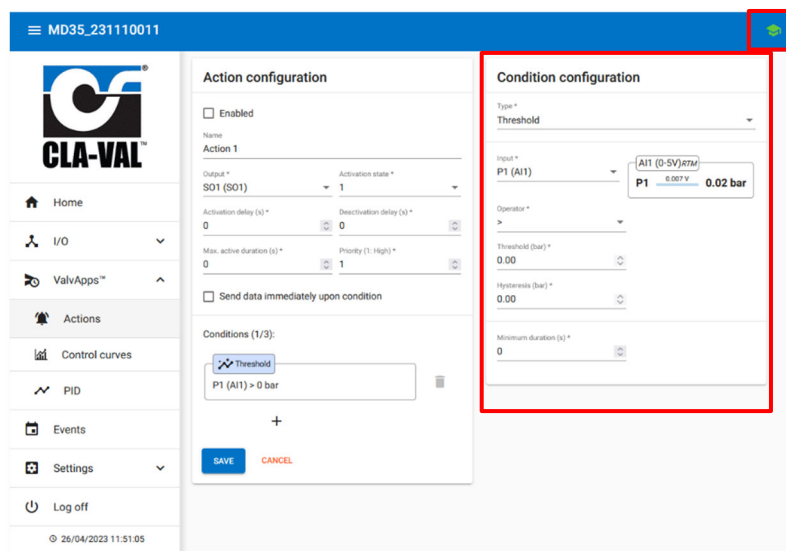 MD35_231110011
CLA-VAL™
®
Home
I/O
ValvApps™
Actions
Control curves
PID
Events
Settings
Log off
26/04/2023 11:51:05
Action configuration
Enabled
Name
Action 1
Output * Activation state *
SO1 (SO1) 1
Activation delay (s) * Deactivation delay (s) *
0 0
Max. active duration (s) * Priority (1: High) *
0 1
Send data immediately upon condition
Conditions (1/3):
Threshold
P1 (AI1) > 0 bar
+
SAVE CANCEL
Condition configuration
Type *
Threshold
Input *
P1 (AI1)
AI1 (0-5V)RTM
P1 0.007 V 0.02 bar
Operator *
>
Threshold (bar) *
0.00
Hysteresis (bar) *
0.00
Minimum duration (s) *
0